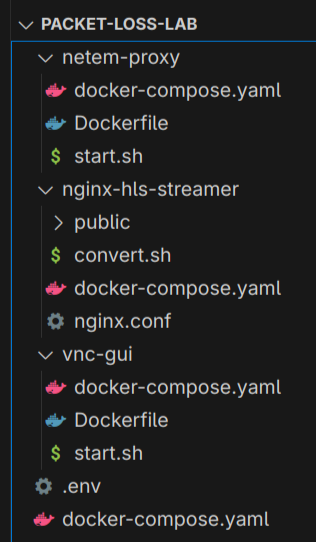 PACKET-LOSS-LAB
netem-proxy
docker-compose.yaml
Dockerfile
$ start.sh
nginx-hls-streamer
public
$ convert.sh
docker-compose.yaml
nginx.conf
vnc-gui
docker-compose.yaml
Dockerfile
$ start.sh
.env
docker-compose.yaml